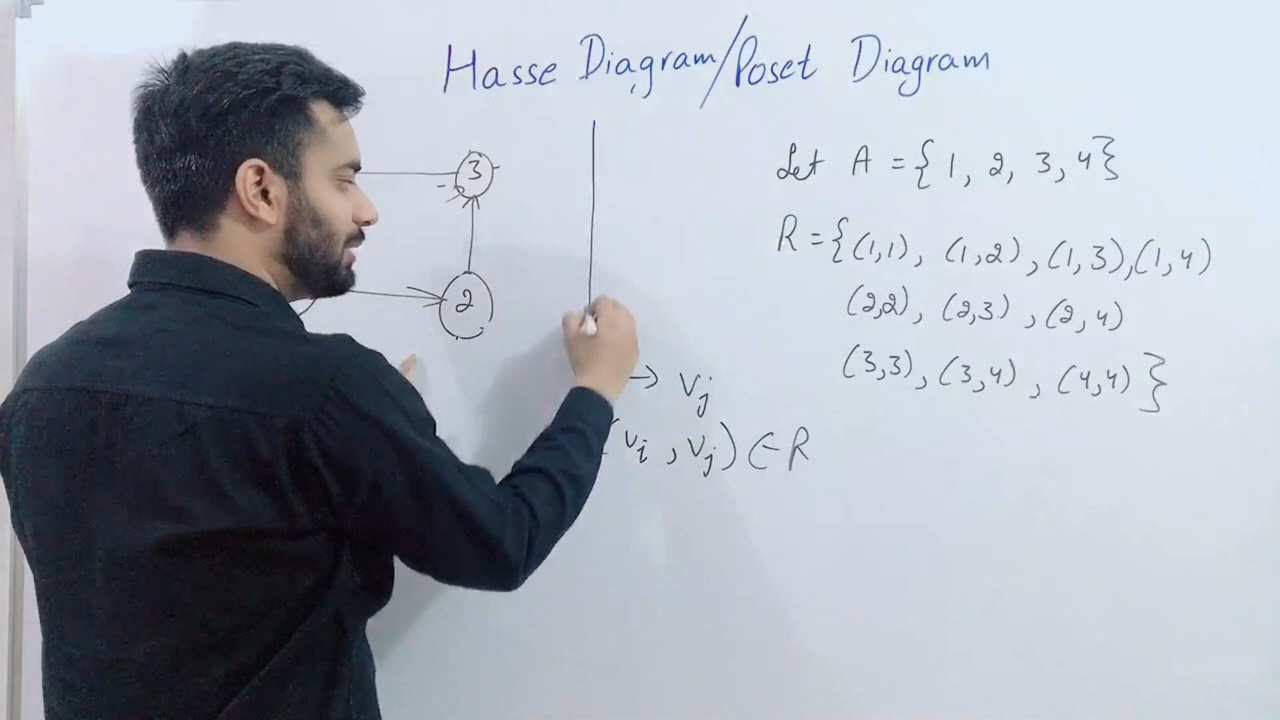 Hasse Diagram/Poset Diagram
3
2
Let A = {1, 2, 3, 4}
R = {(1,1), (1,2), (1,3), (1,4)
(2,2), (2,3), (2,4)
(3,3), (3,4), (4,4)}
→ Vj
(Vi, Vj) ∈ R